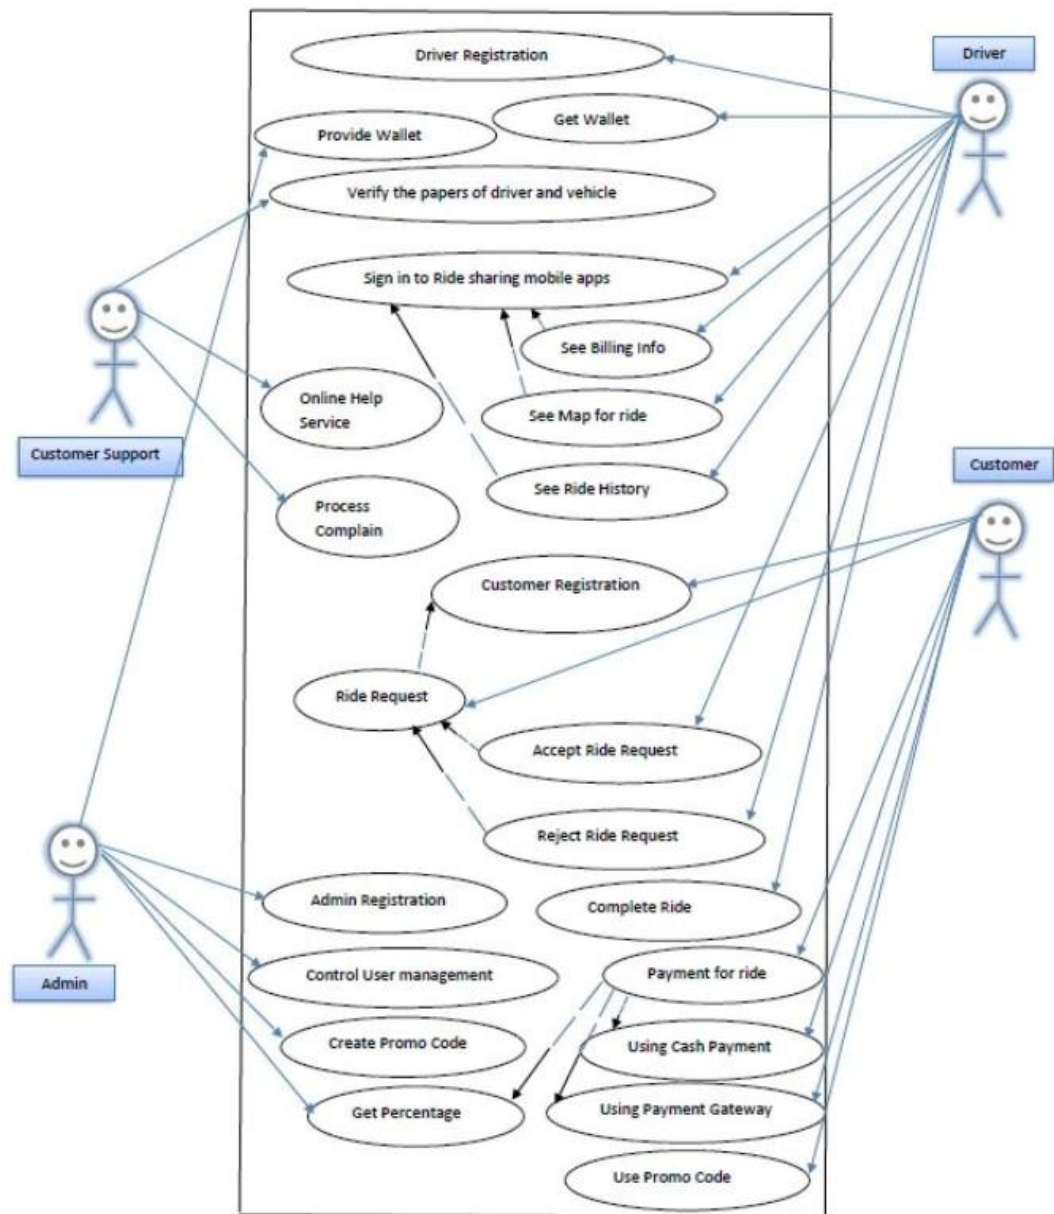 Driver Registration
Driver
Get Wallet
Provide Wallet
Verify the papers of driver and vehicle
Sign in to Ride sharing mobile apps
See Billing Info
Online Help
Service
See Map for ride
Customer Support
Customer
See Ride History
Process
Complain
Customer Registration
Ride Request
Accept Ride Request
Reject Ride Request
Admin Registration
Complete Ride
Admin
Control User management
Payment for ride
Create Promo Code
Using Cash Payment
Get Percentage
Using Payment Gateway
Use Promo Code